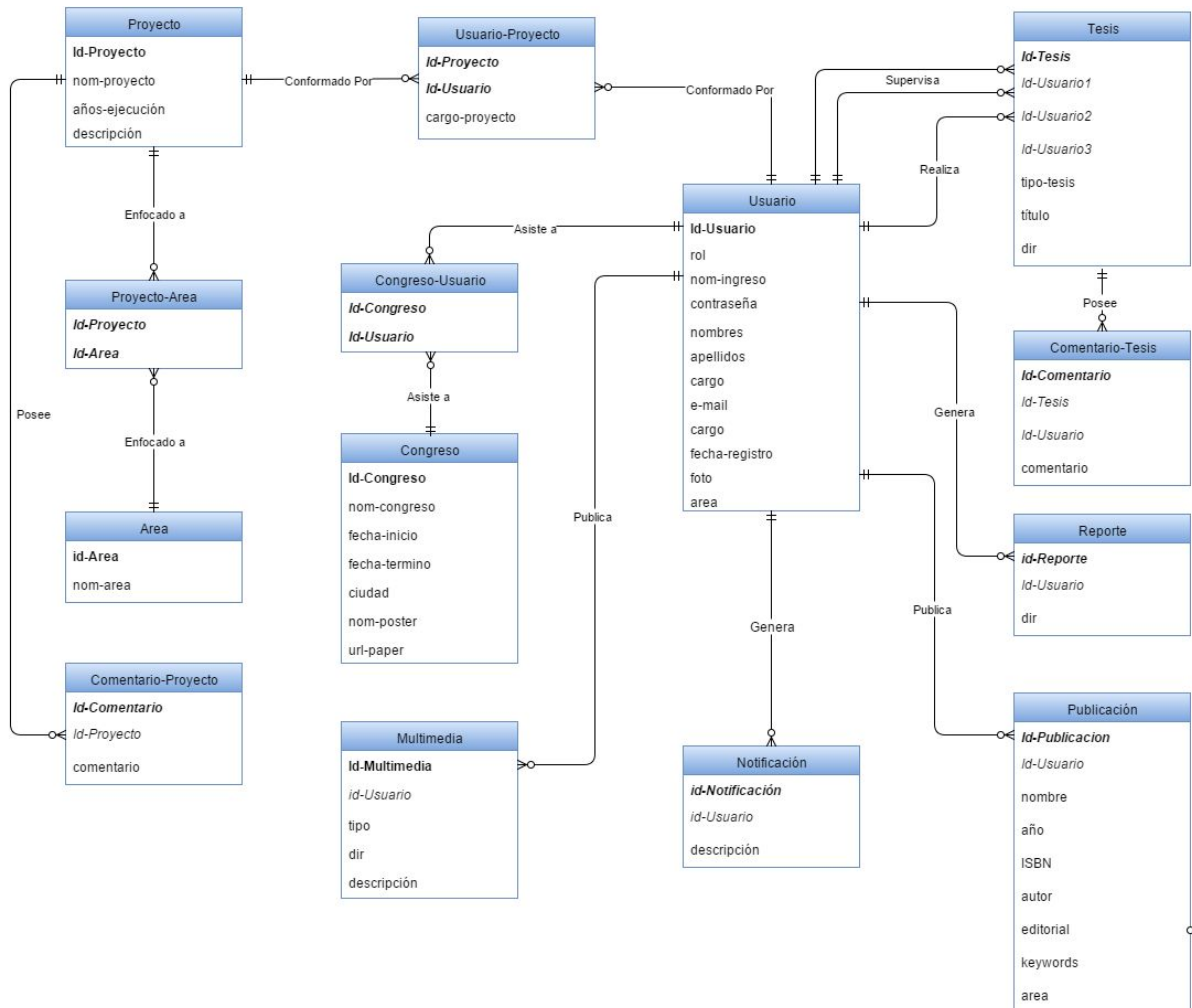 Proyecto
Id-Proyecto
nom-proyecto
años-ejecución
descripción
Conformado Por
Usuario-Proyecto
Id-Proyecto
Id-Usuario
cargo-proyecto
Conformado Por
Supervisa
Realiza
Tesis
Id-Tesis
Id-Usuario1
Id-Usuario2
Id-Usuario3
tipo-tesis
título
dir
Enfocado a
Proyecto-Area
Id-Proyecto
Id-Area
Enfocado a
Posee
Area
id-Area
nom-area
Comentario-Proyecto
Id-Comentario
Id-Proyecto
comentario
Asiste a
Congreso-Usuario
Id-Congreso
Id-Usuario
Asiste a
Congreso
Id-Congreso
nom-congreso
fecha-inicio
fecha-termino
ciudad
nom-poster
url-paper
Publica
Multimedia
Id-Multimedia
id-Usuario
tipo
dir
descripción
Usuario
Id-Usuario
rol
nom-ingreso
contraseña
nombres
apellidos
cargo
e-mail
cargo
fecha-registro
foto
area
Genera
Notificación
id-Notificación
id-Usuario
descripción
Posee
Comentario-Tesis
Id-Comentario
Id-Tesis
Id-Usuario
comentario
Genera
Reporte
id-Reporte
Id-Usuario
dir
Publica
Publicación
Id-Publicacion
Id-Usuario
nombre
año
ISBN
autor
editorial
keywords
area